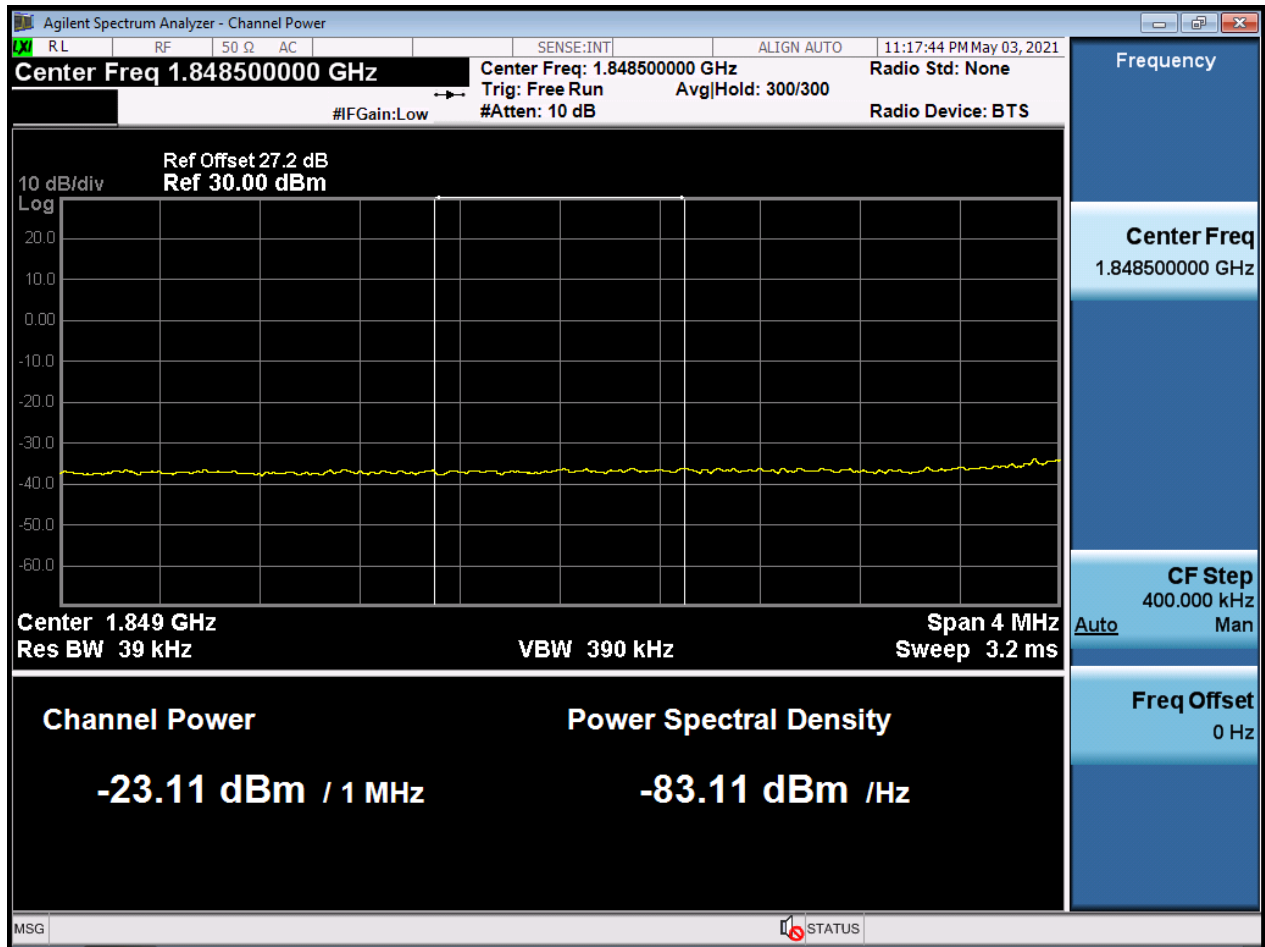 Agilent Spectrum Analyzer - Channel Power
LXI RL RF 50 Ω AC SENSE:INT ALIGN AUTO 11:17:44 PM May 03, 2021
Center Freq 1.848500000 GHz
Center Freq: 1.848500000 GHz
Radio Std: None
Trig: Free Run Avg|Hold: 300/300
#IFGain:Low #Atten: 10 dB Radio Device: BTS
Ref Offset 27.2 dB
10 dB/div Ref 30.00 dBm
Log
20.0
10.0
0.00
-10.0
-20.0
-30.0
-40.0
-50.0
-60.0
Center 1.849 GHz Span 4 MHz
Res BW 39 kHz VBW 390 kHz Sweep 3.2 ms
Channel Power Power Spectral Density
-23.11 dBm / 1 MHz -83.11 dBm /Hz
Frequency
Center Freq
1.848500000 GHz
CF Step
400.000 kHz
Auto Man
Freq Offset
0 Hz
MSG STATUS